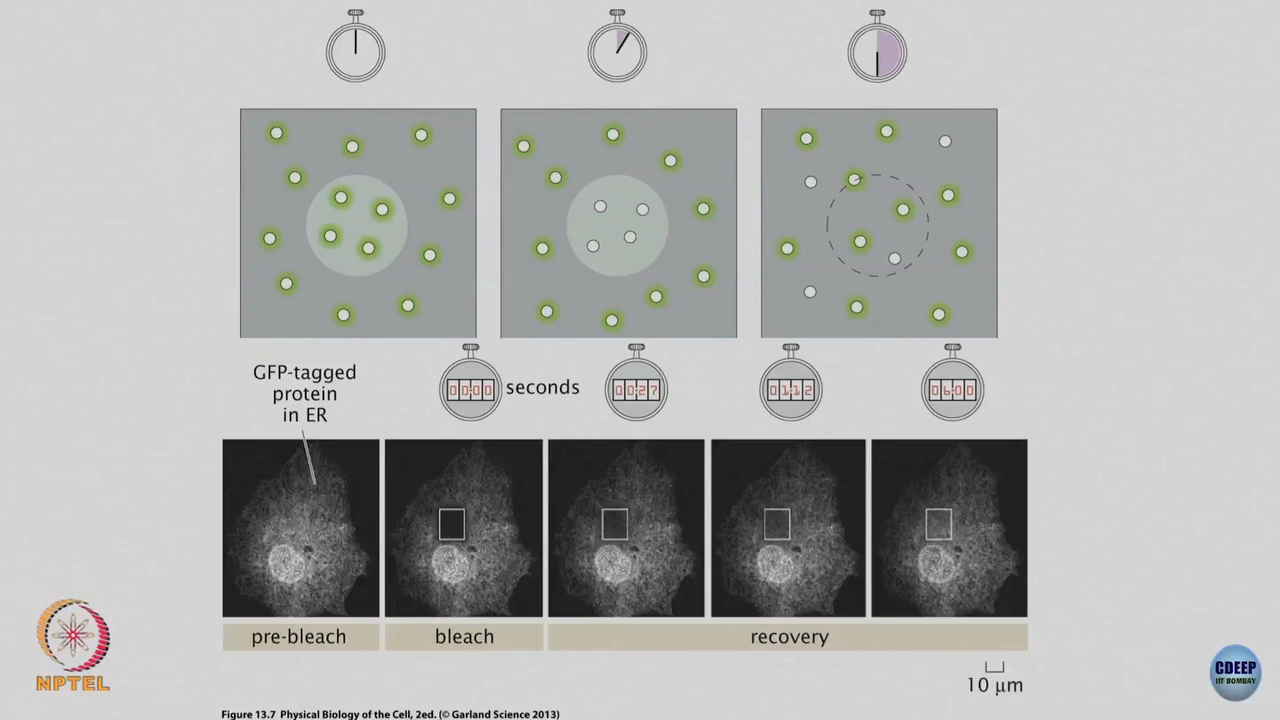 GFP-tagged
protein
in ER
00:00 seconds
00:27
01:12
06:00
pre-bleach
bleach
recovery
10 µm
NPTEL
CDEEP
IIT BOMBAY
Figure 13.7 Physical Biology of the Cell, 2ed. (© Garland Science 2013)